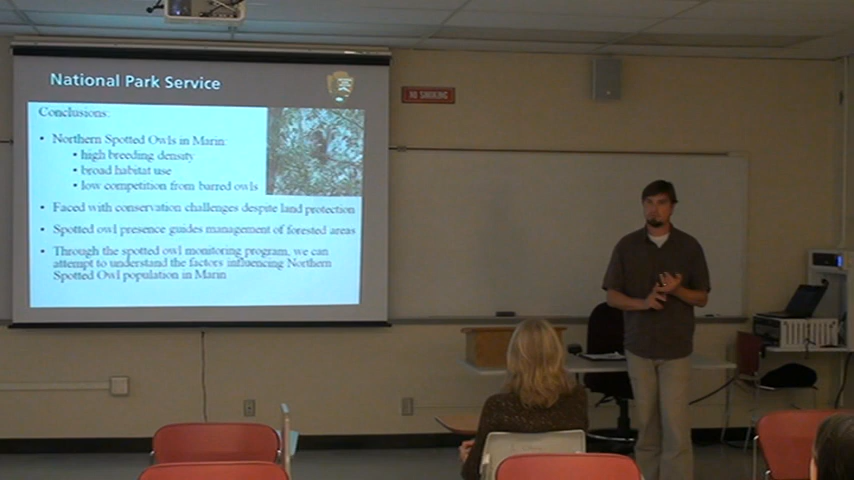 National Park Service
Conclusions:
• Northern Spotted Owls in Marin:
• high breeding density
• broad habitat use
• low competition from barred owls
• Faced with conservation challenges despite land protection
• Spotted owl presence guides management of forested areas
• Through the spotted owl monitoring program, we can
attempt to understand the factors influencing Northern
Spotted Owl population in Marin
NO SMOKING